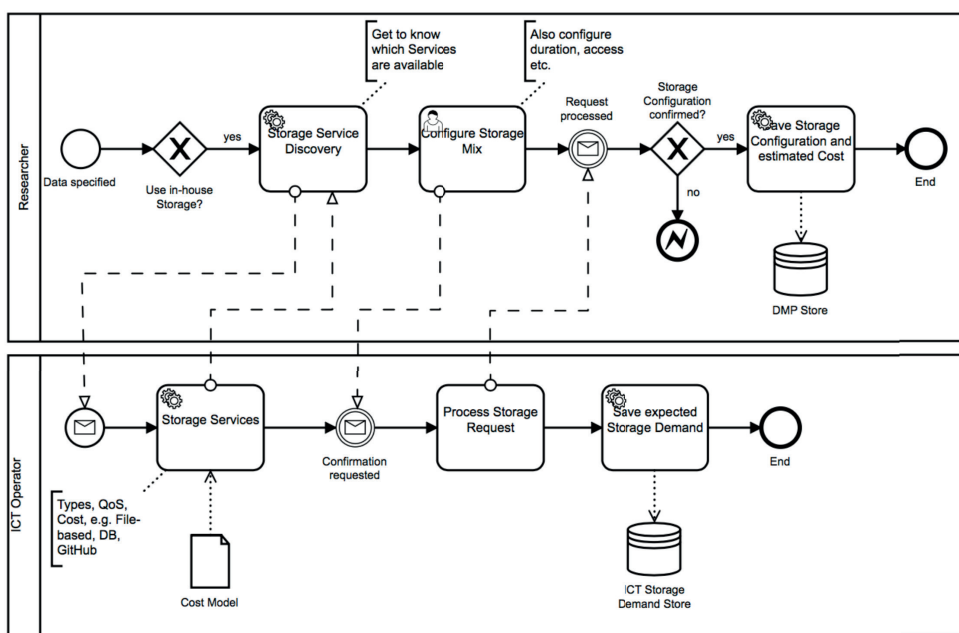 Researcher
Get to know
which Services
are available
Also configure
duration, access
etc.
Data specified
Use in-house
Storage?
yes
Storage Service
Discovery
Configure Storage
Mix
Request
processed
Storage
Configuration
confirmed?
yes
no
Save Storage
Configuration and
estimated Cost
End
DMP Store
ICT Operator
Storage Services
Types, QoS,
Cost, e.g. File-
based, DB,
GitHub
Cost Model
Confirmation
requested
Process Storage
Request
Save expected
Storage Demand
End
ICT Storage
Demand Store